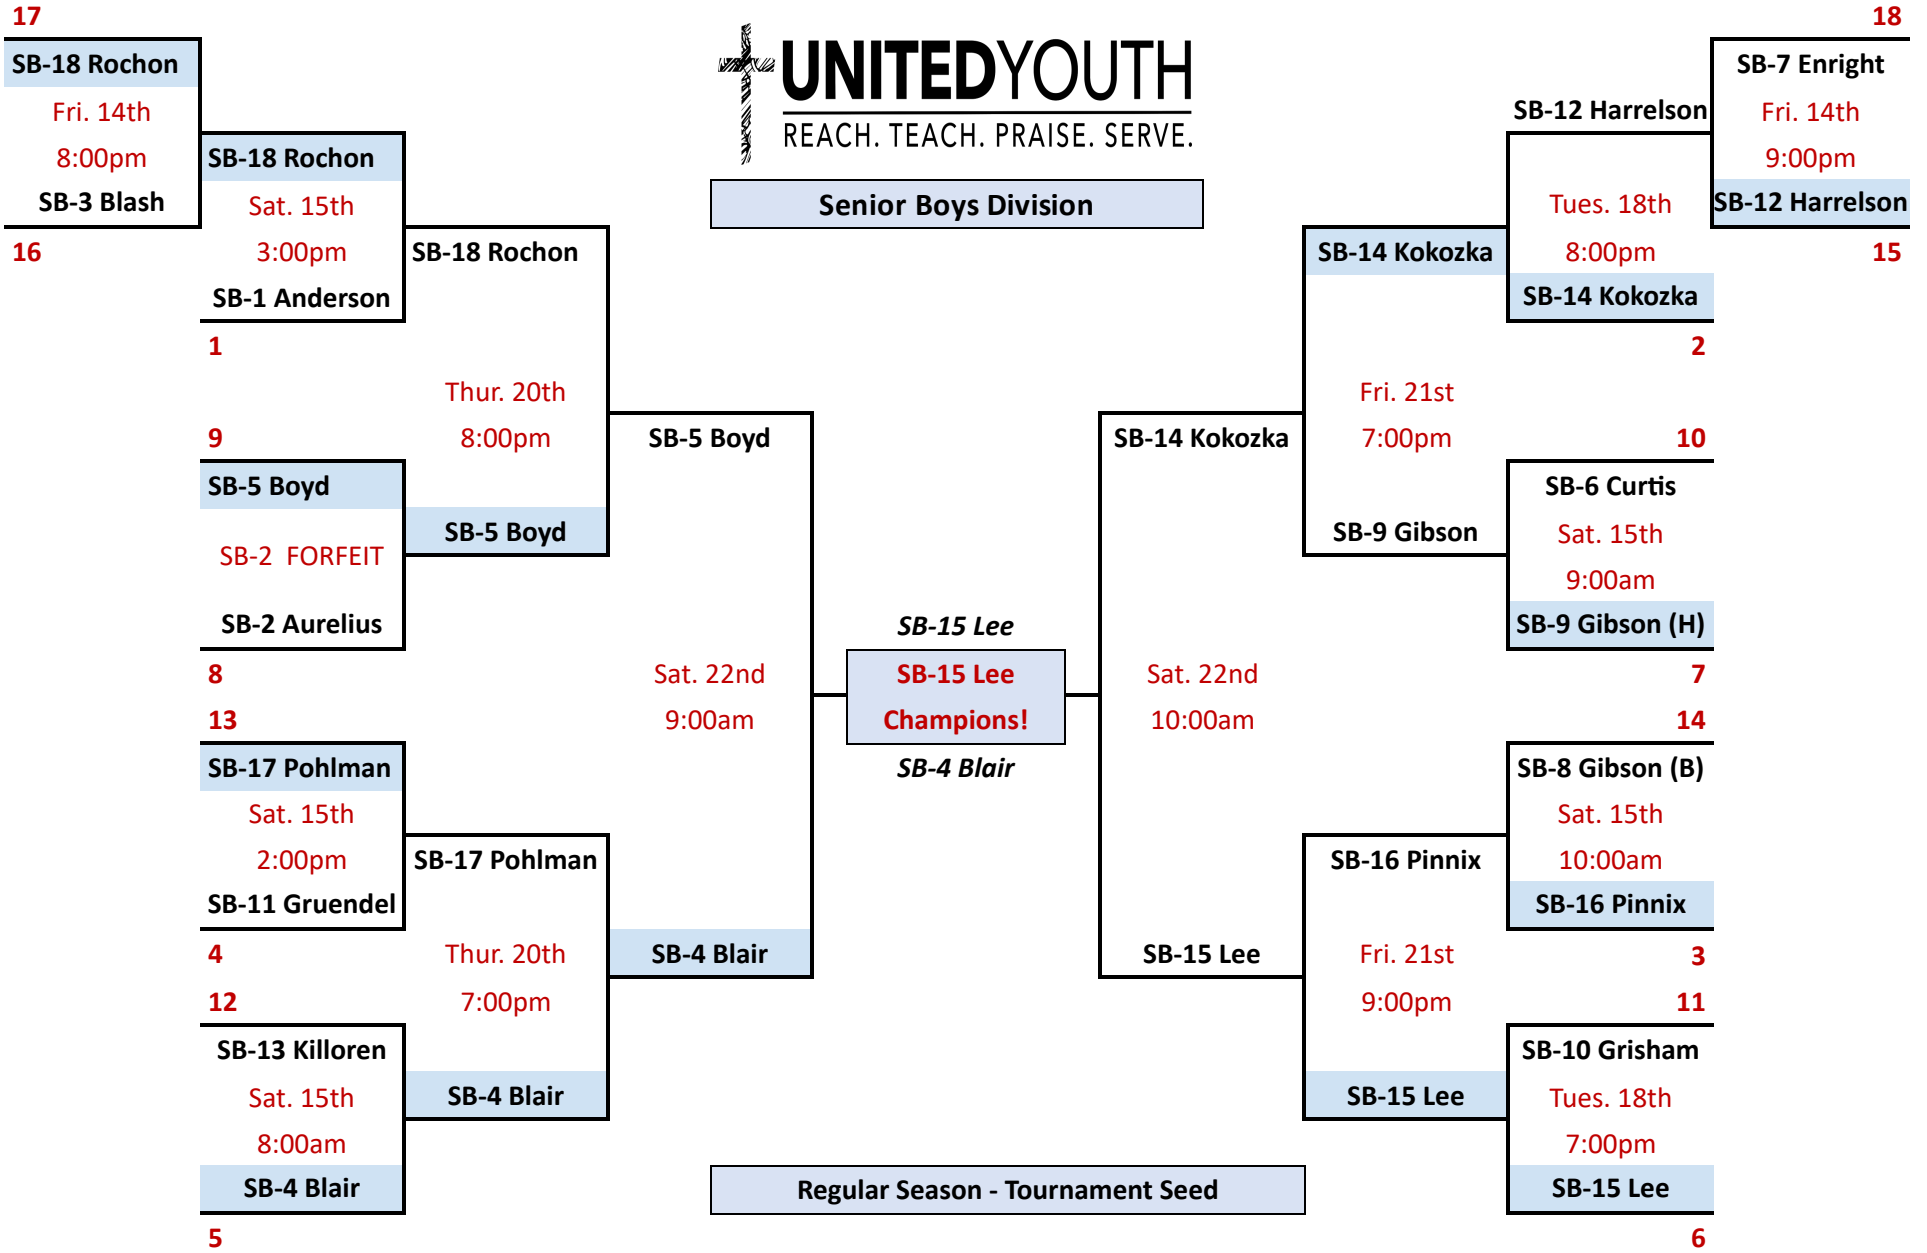 17
18
SB-18 Rochon
Fri. 14th
8:00pm
SB-3 Blash
16
UNITEDYOUTH
REACH. TEACH. PRAISE. SERVE.
Senior Boys Division
SB-7 Enright
Fri. 14th
9:00pm
SB-12 Harrelson
15
SB-18 Rochon
Sat. 15th
3:00pm
SB-1 Anderson
1
9
SB-5 Boyd
SB-2 FORFEIT
SB-2 Aurelius
8
13
SB-17 Pohlman
Sat. 15th
2:00pm
SB-11 Gruendel
4
12
SB-13 Killoren
Sat. 15th
8:00am
SB-4 Blair
5
SB-18 Rochon
Thur. 20th
8:00pm
SB-5 Boyd
SB-17 Pohlman
Thur. 20th
7:00pm
SB-4 Blair
SB-5 Boyd
Sat. 22nd
9:00am
SB-4 Blair
SB-15 Lee
SB-15 Lee
Champions!
SB-4 Blair
SB-14 Kokozka
Sat. 22nd
10:00am
SB-15 Lee
SB-14 Kokozka
Fri. 21st
7:00pm
SB-9 Gibson
SB-16 Pinnix
Fri. 21st
9:00pm
SB-15 Lee
SB-12 Harrelson
Tues. 18th
8:00pm
SB-14 Kokozka
2
10
SB-6 Curtis
Sat. 15th
9:00am
SB-9 Gibson (H)
7
14
SB-8 Gibson (B)
Sat. 15th
10:00am
SB-16 Pinnix
3
11
SB-10 Grisham
Tues. 18th
7:00pm
SB-15 Lee
6
Regular Season - Tournament Seed